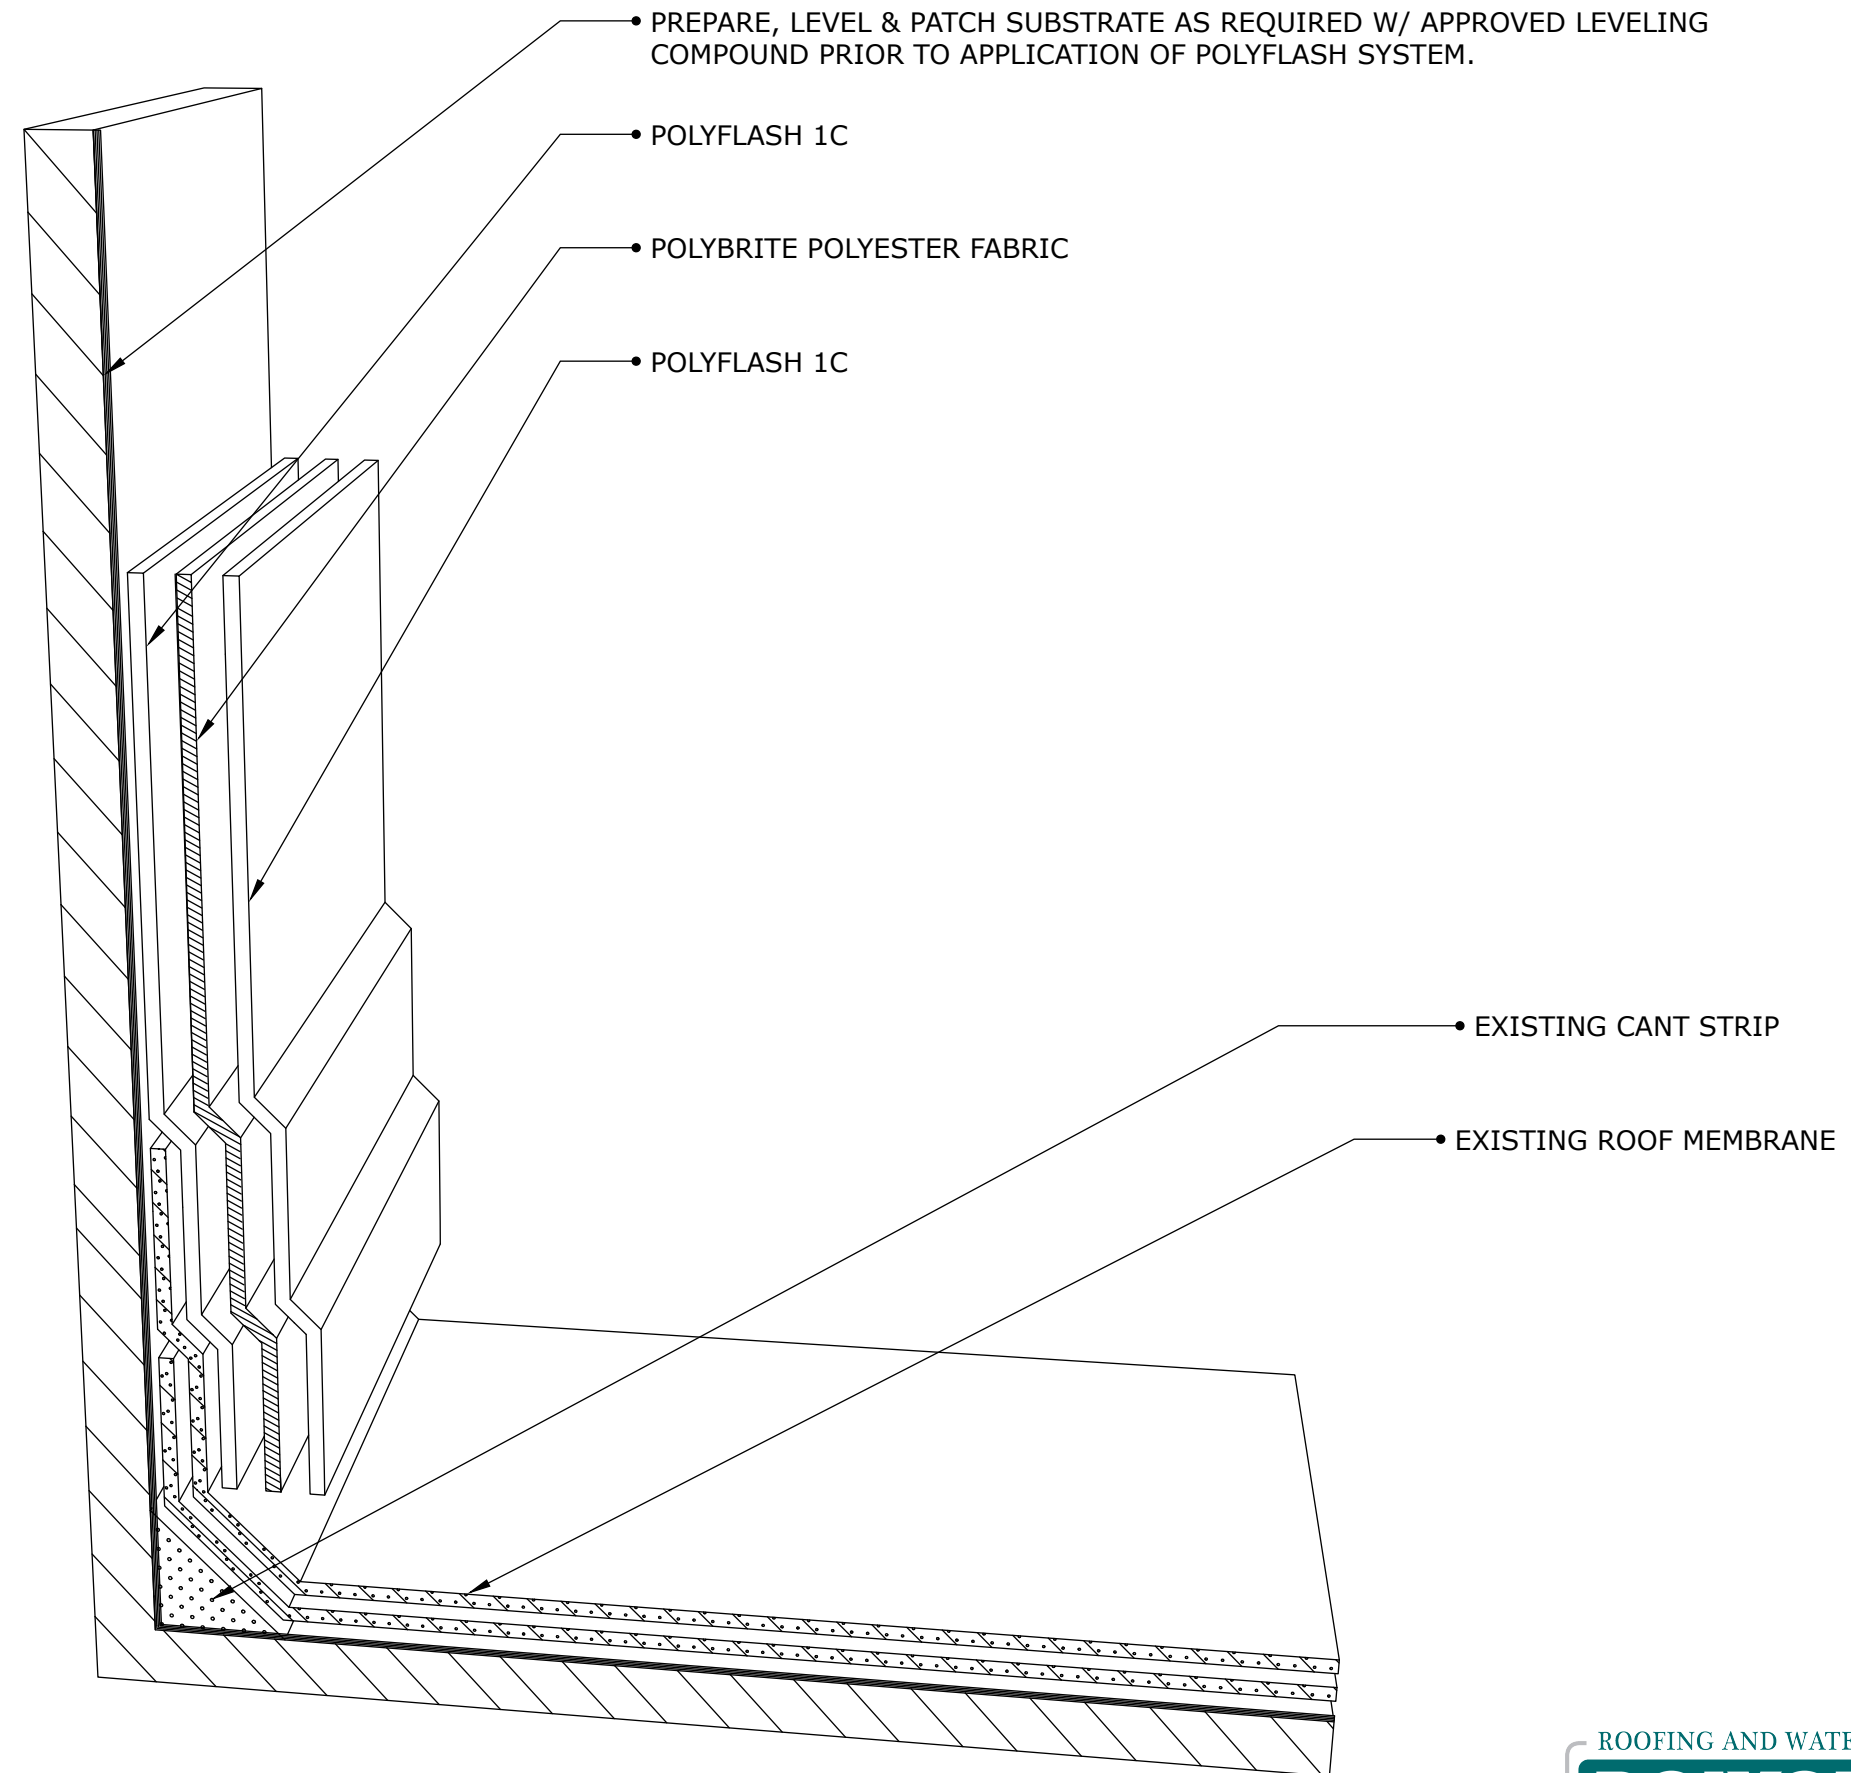 PREPARE, LEVEL & PATCH SUBSTRATE AS REQUIRED W/ APPROVED LEVELING
COMPOUND PRIOR TO APPLICATION OF POLYFLASH SYSTEM.
POLYFLASH 1C
POLYBRITE POLYESTER FABRIC
POLYFLASH 1C
EXISTING CANT STRIP
EXISTING ROOF MEMBRANE
ROOFING AND